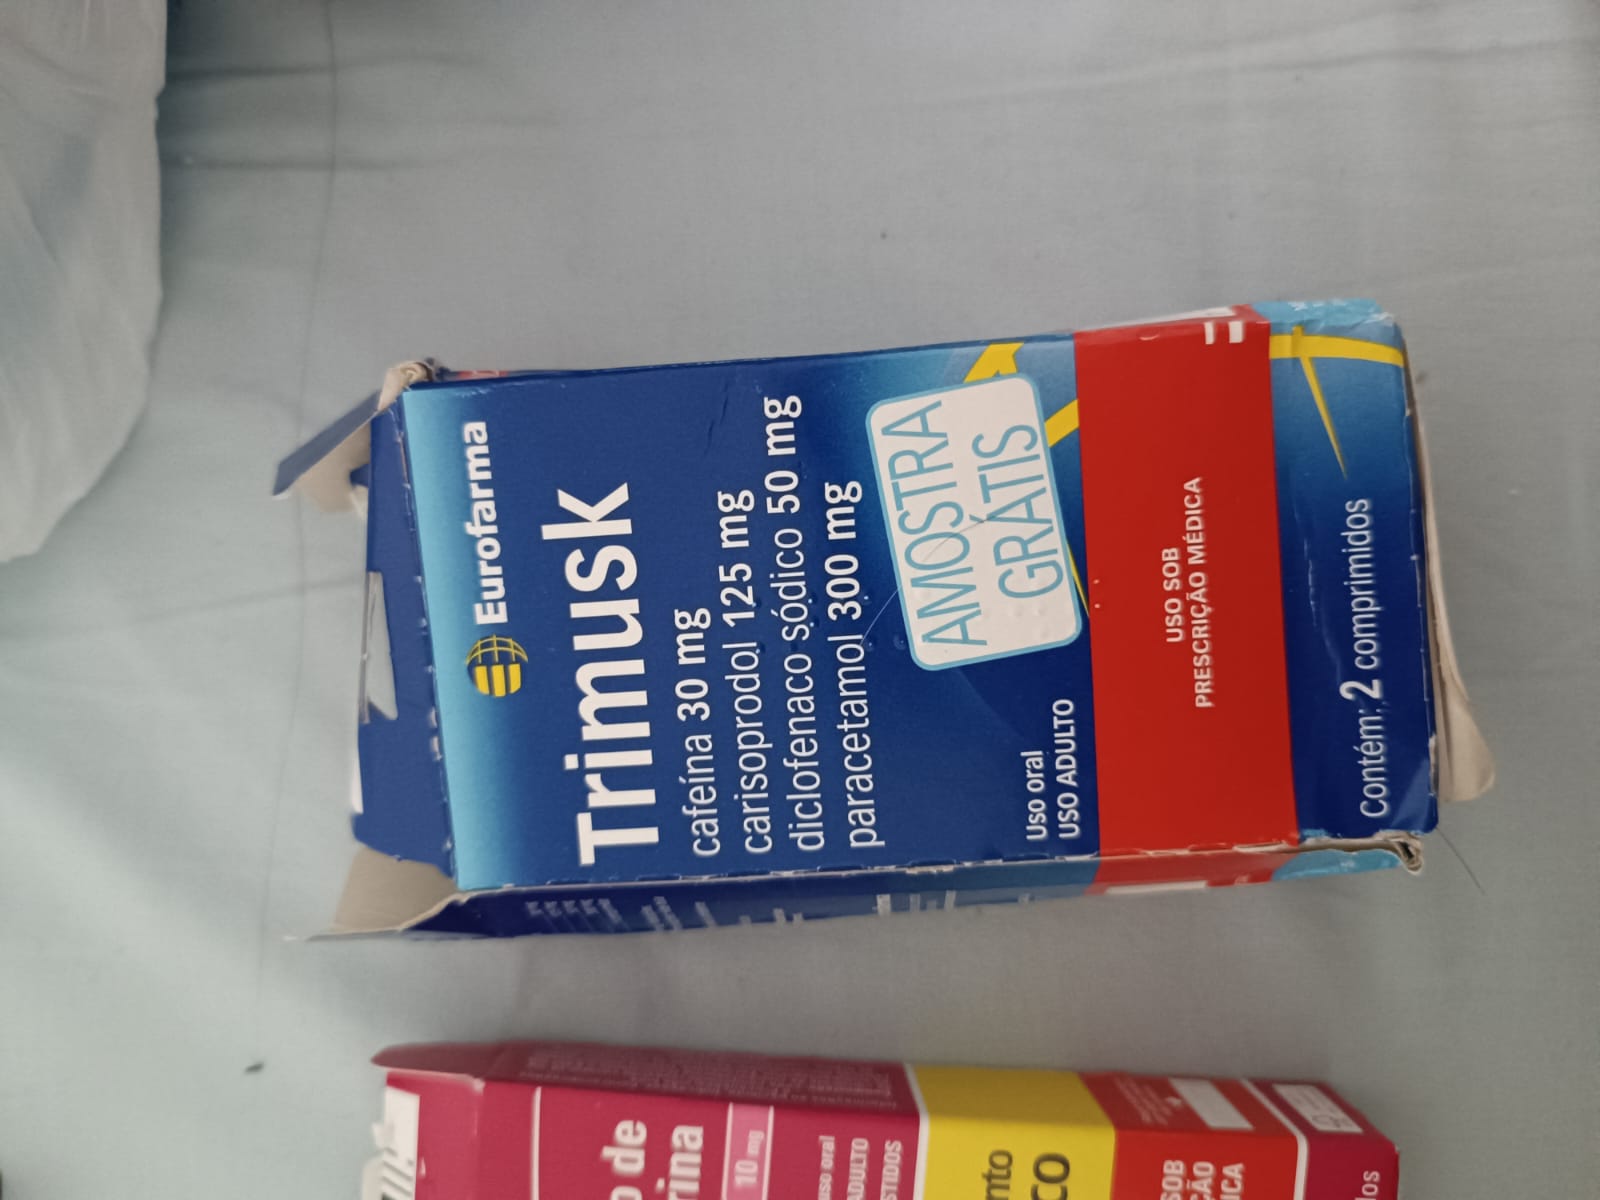 o de
rina
10 mg
uso oral
ADULTO
STIDOS
nto
CO
SOB
ÇÃO
ICA
los
Eurofarma
Trimusk
cafeína 30 mg
carisoprodol 125 mg
diclofenaco sódico 50 mg
paracetamol 300 mg
AMOSTRA
GRÁTIS
Uso oral
USO ADULTO
USO SOB
PRESCRIÇÃO MÉDICA
Contém: 2 comprimidos